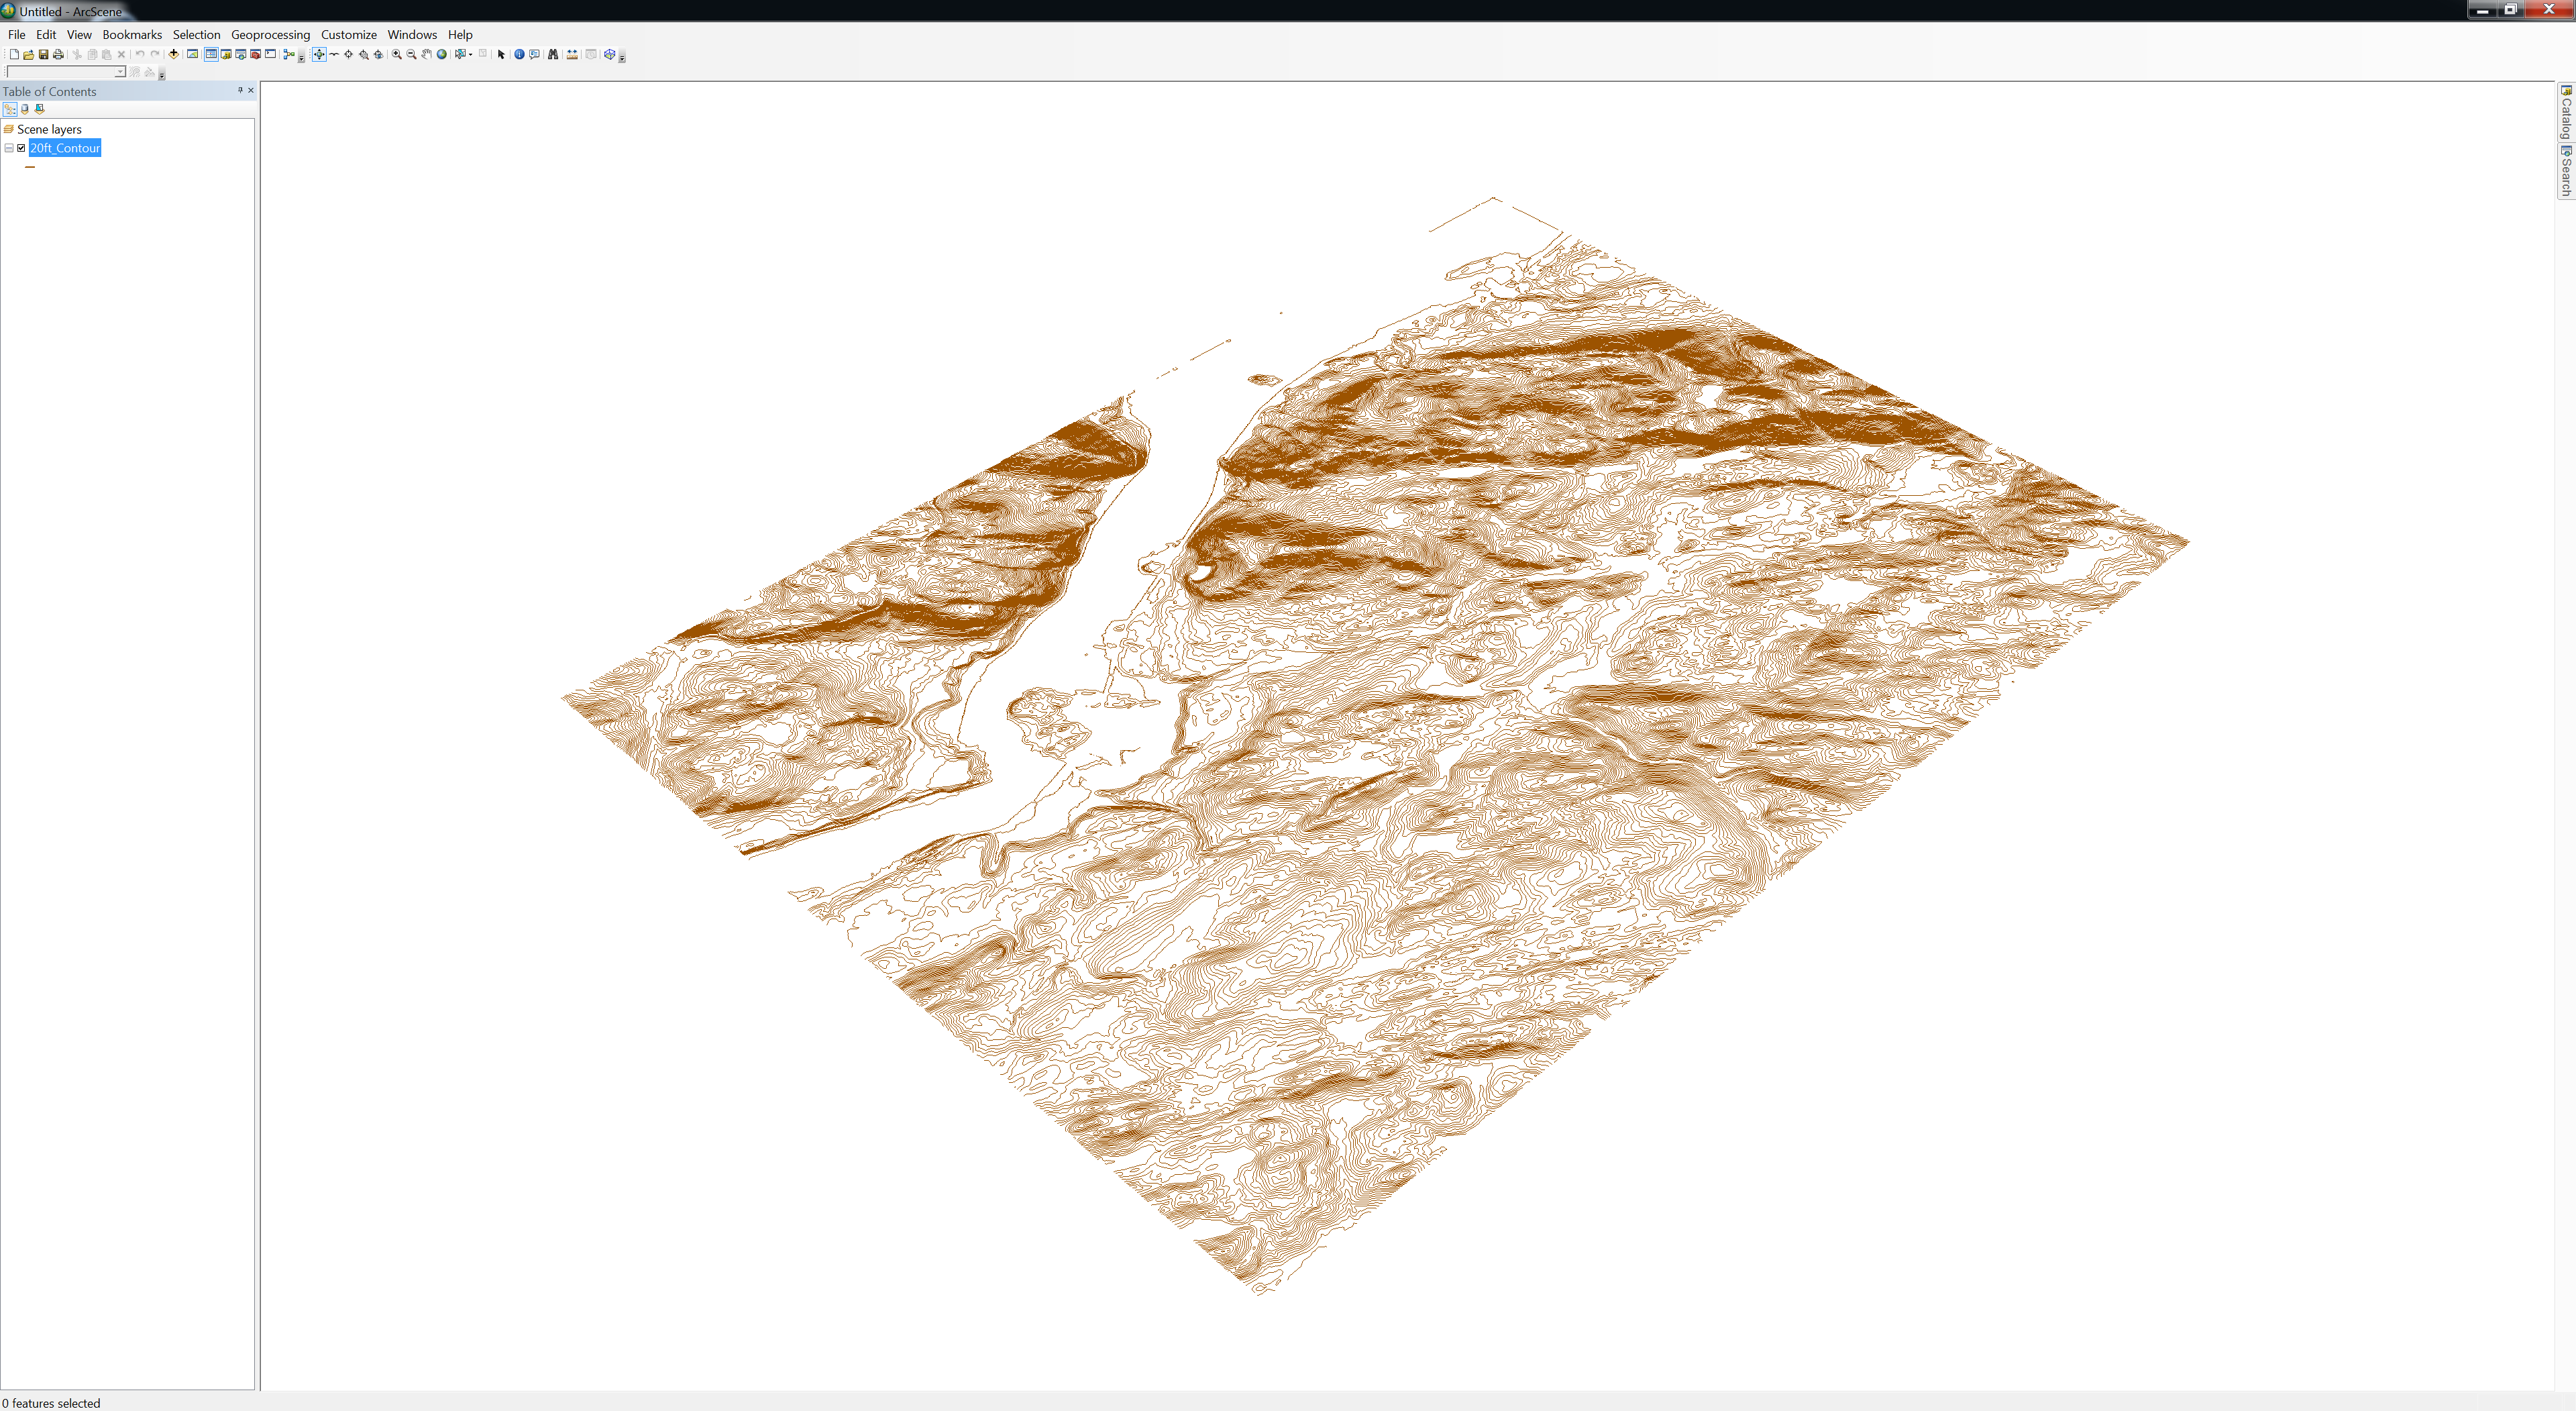 Untitled - ArcScene
File Edit View Bookmarks Selection Geoprocessing Customize Windows Help
Table of Contents
Scene layers
20ft_Contour
Catalog
Search
0 features selected